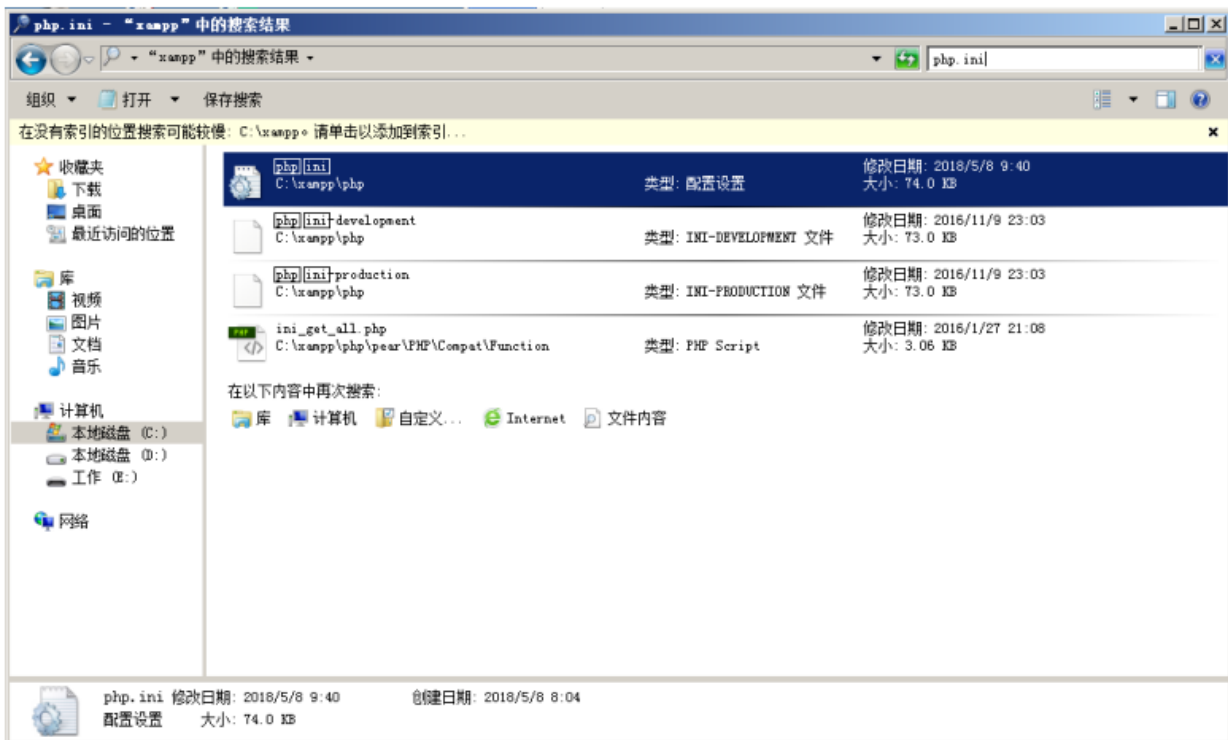 php.ini - “xampp”中的搜索结果
“xampp”中的搜索结果
php.ini
组织 打开 保存搜索
在没有索引的位置搜索可能较慢: C:\xampp。请单击以添加到索引...
收藏夹
下载
桌面
最近访问的位置
库
视频
图片
文档
音乐
计算机
本地磁盘 (C:)
本地磁盘 (D:)
工作 (E:)
网络
php.ini
C:\xampp\php
类型: 配置设置
修改日期: 2018/5/8 9:40
大小: 74.0 KB
php.ini-development
C:\xampp\php
类型: INI-DEVELOPMENT 文件
修改日期: 2016/11/9 23:03
大小: 73.0 KB
php.ini-production
C:\xampp\php
类型: INI-PRODUCTION 文件
修改日期: 2016/11/9 23:03
大小: 73.0 KB
ini_get_all.php
C:\xampp\php\pear\PHP\Compat\Function
类型: PHP Script
修改日期: 2016/1/27 21:08
大小: 3.06 KB
在以下内容中再次搜索:
库 计算机 自定义... Internet 文件内容
php.ini 修改日期: 2018/5/8 9:40 创建日期: 2018/5/8 8:04
配置设置 大小: 74.0 KB